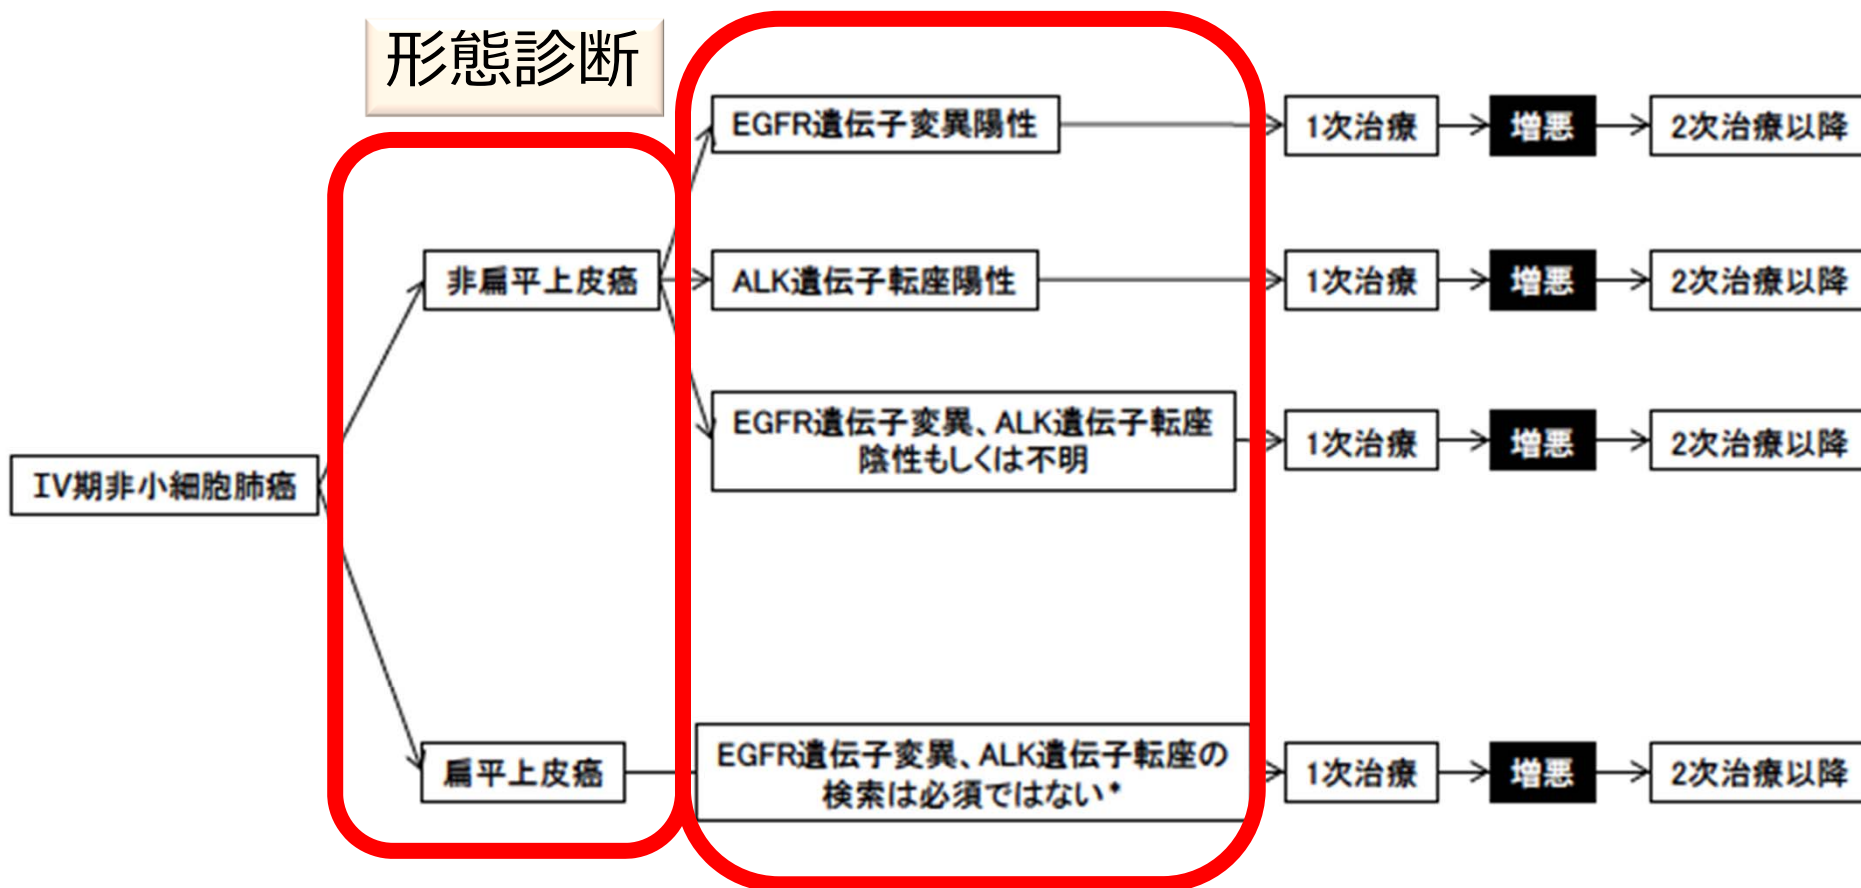 形態診断
EGFR遺伝子変異陽性
1次治療
増悪
2次治療以降
非扁平上皮癌
ALK遺伝子転座陽性
1次治療
増悪
2次治療以降
EGFR遺伝子変異、ALK遺伝子転座
陰性もしくは不明
1次治療
増悪
2次治療以降
IV期非小細胞肺癌
扁平上皮癌
EGFR遺伝子変異、ALK遺伝子転座の
検索は必須ではない*
1次治療
増悪
2次治療以降